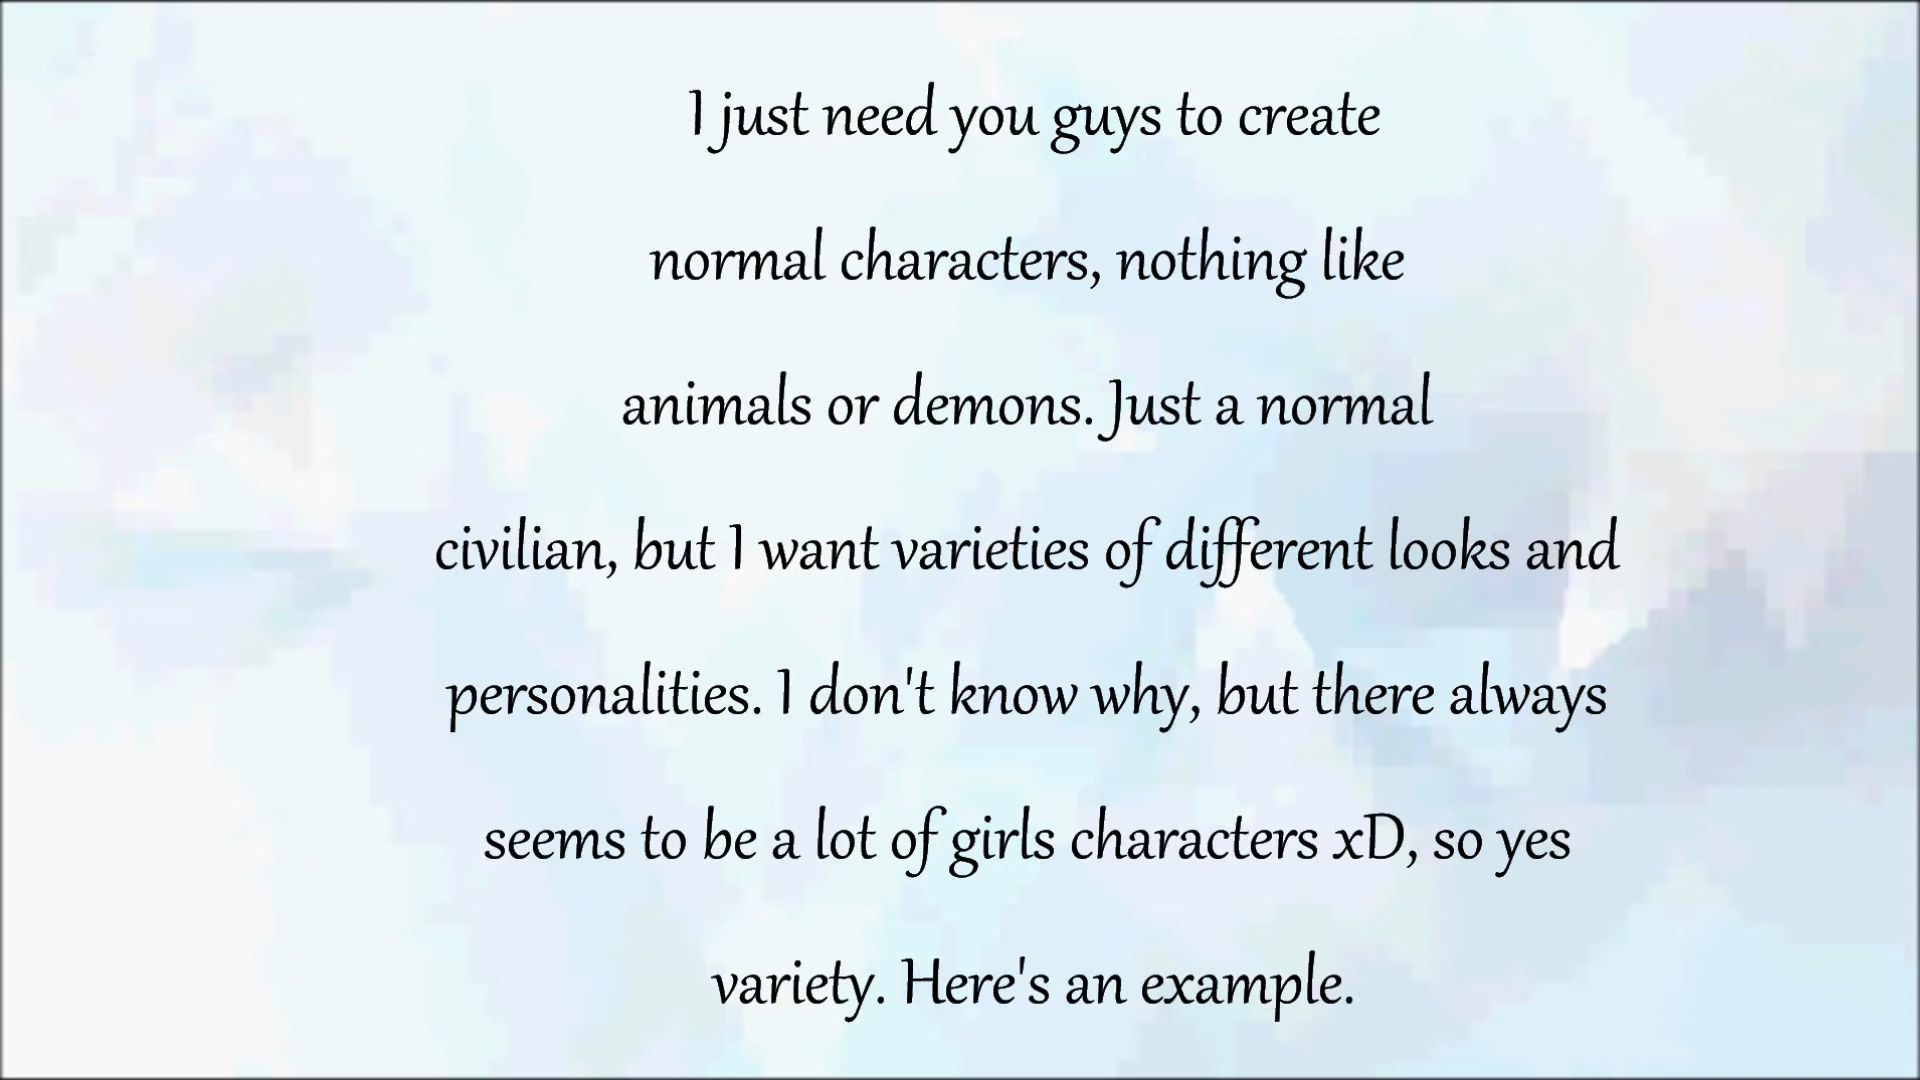 I just need you guys to create
normal characters, nothing like
animals or demons. Just a normal
civilian, but I want varieties of different looks and
personalities. I don't know why, but there always
seems to be a lot of girls characters xD, so yes
variety. Here's an example.